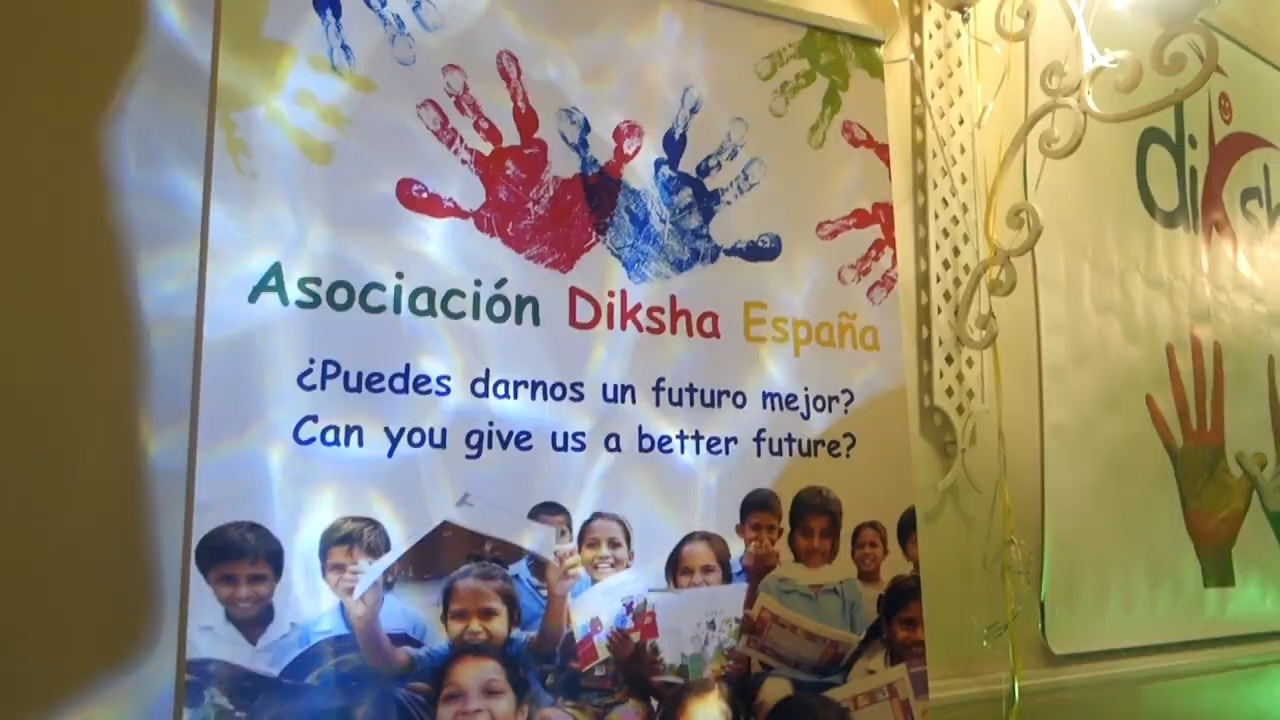 Asociación Diksha España
¿Puedes darnos un futuro mejor?
Can you give us a better future?